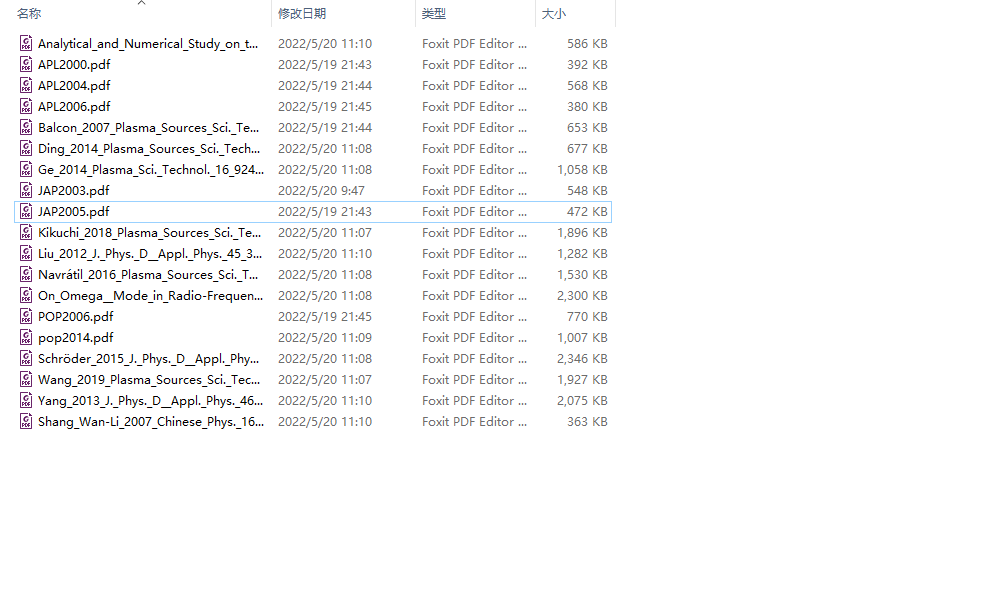 名称 修改日期 类型 大小
Analytical_and_Numerical_Study_on_t... 2022/5/20 11:10 Foxit PDF Editor ... 586 KB
APL2000.pdf 2022/5/19 21:43 Foxit PDF Editor ... 392 KB
APL2004.pdf 2022/5/19 21:44 Foxit PDF Editor ... 568 KB
APL2006.pdf 2022/5/19 21:45 Foxit PDF Editor ... 380 KB
Balcon_2007_Plasma_Sources_Sci._Te... 2022/5/19 21:44 Foxit PDF Editor ... 653 KB
Ding_2014_Plasma_Sources_Sci._Tech... 2022/5/20 11:08 Foxit PDF Editor ... 677 KB
Ge_2014_Plasma_Sci._Technol._16_924... 2022/5/20 11:08 Foxit PDF Editor ... 1,058 KB
JAP2003.pdf 2022/5/20 9:47 Foxit PDF Editor ... 548 KB
JAP2005.pdf 2022/5/19 21:43 Foxit PDF Editor ... 472 KB
Kikuchi_2018_Plasma_Sources_Sci._Te... 2022/5/20 11:07 Foxit PDF Editor ... 1,896 KB
Liu_2012_J._Phys._D__Appl._Phys._45_3... 2022/5/20 11:10 Foxit PDF Editor ... 1,282 KB
Navrátil_2016_Plasma_Sources_Sci._T... 2022/5/20 11:08 Foxit PDF Editor ... 1,530 KB
On_Omega__Mode_in_Radio-Frequen... 2022/5/20 11:08 Foxit PDF Editor ... 2,300 KB
POP2006.pdf 2022/5/19 21:45 Foxit PDF Editor ... 770 KB
pop2014.pdf 2022/5/20 11:09 Foxit PDF Editor ... 1,007 KB
Schröder_2015_J._Phys._D__Appl._Phy... 2022/5/20 11:08 Foxit PDF Editor ... 2,346 KB
Wang_2019_Plasma_Sources_Sci._Tec... 2022/5/20 11:07 Foxit PDF Editor ... 1,927 KB
Yang_2013_J._Phys._D__Appl._Phys._46... 2022/5/20 11:10 Foxit PDF Editor ... 2,075 KB
Shang_Wan-Li_2007_Chinese_Phys._16... 2022/5/20 11:10 Foxit PDF Editor ... 363 KB